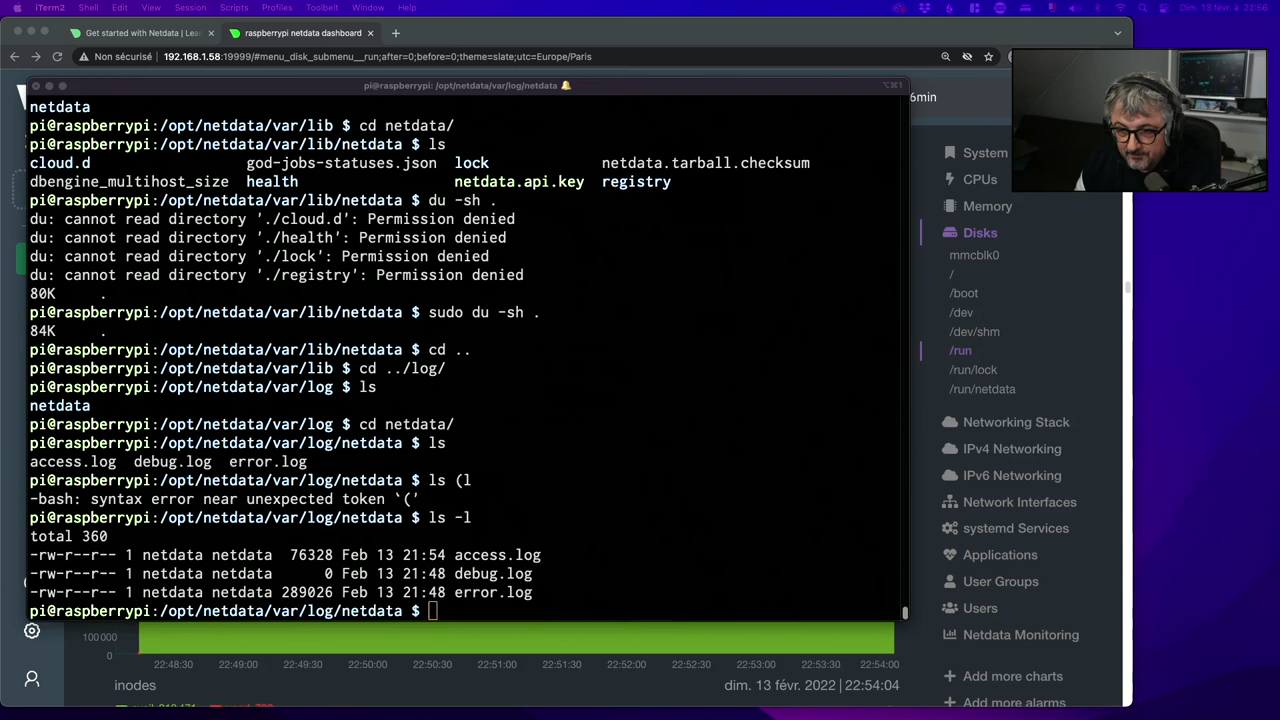 iTerm2 Shell Edit View Session Scripts Profiles Toolbelt Window Help
Dim. 13 févr. à 22:56
Get started with Netdata | Lea
raspberrypi netdata dashboard
Non sécurisé
192.168.1.58:19999/#menu_disk_submenu__run;after=0;before=0;theme=slate;utc=Europe/Paris
pi@raspberrypi: /opt/netdata/var/log/netdata
⌥⌘1
6min
netdata
pi@raspberrypi:/opt/netdata/var/lib $ cd netdata/
pi@raspberrypi:/opt/netdata/var/lib/netdata $ ls
cloud.d god-jobs-statuses.json lock netdata.tarball.checksum
dbengine_multihost_size health netdata.api.key registry
pi@raspberrypi:/opt/netdata/var/lib/netdata $ du -sh .
du: cannot read directory './cloud.d': Permission denied
du: cannot read directory './health': Permission denied
du: cannot read directory './lock': Permission denied
du: cannot read directory './registry': Permission denied
80K .
pi@raspberrypi:/opt/netdata/var/lib/netdata $ sudo du -sh .
84K .
pi@raspberrypi:/opt/netdata/var/lib/netdata $ cd ..
pi@raspberrypi:/opt/netdata/var/lib $ cd ../log/
pi@raspberrypi:/opt/netdata/var/log $ ls
netdata
pi@raspberrypi:/opt/netdata/var/log $ cd netdata/
pi@raspberrypi:/opt/netdata/var/log/netdata $ ls
access.log debug.log error.log
pi@raspberrypi:/opt/netdata/var/log/netdata $ ls (l
-bash: syntax error near unexpected token `('
pi@raspberrypi:/opt/netdata/var/log/netdata $ ls -l
total 360
-rw-r--r-- 1 netdata netdata 76328 Feb 13 21:54 access.log
-rw-r--r-- 1 netdata netdata 0 Feb 13 21:48 debug.log
-rw-r--r-- 1 netdata netdata 289026 Feb 13 21:48 error.log
pi@raspberrypi:/opt/netdata/var/log/netdata $
System
CPUs
Memory
Disks
mmcblk0
/
/boot
/dev
/dev/shm
/run
/run/lock
/run/netdata
Networking Stack
IPv4 Networking
IPv6 Networking
Network Interfaces
systemd Services
Applications
User Groups
Users
Netdata Monitoring
Add more charts
Add more alarms
100 000
0
22:48:30 22:49:00 22:49:30 22:50:00 22:50:30 22:51:00 22:51:30 22:52:00 22:52:30 22:53:00 22:53:30 22:54:00
inodes
dim. 13 févr. 2022 | 22:54:04